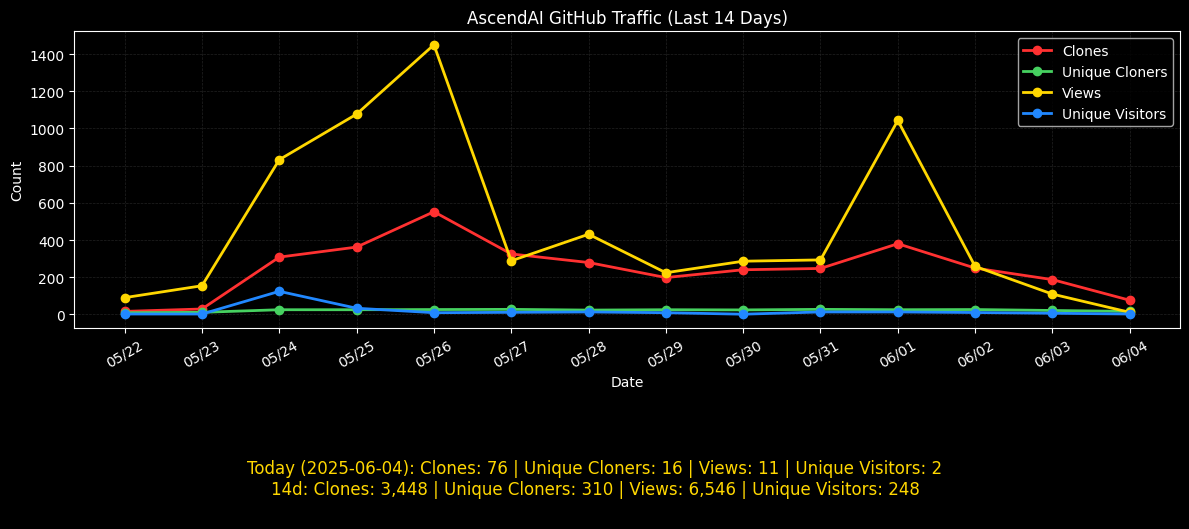 AscendAI GitHub Traffic (Last 14 Days)
Clones
Unique Cloners
Views
Unique Visitors
Count
1400
1200
1000
800
600
400
200
0
05/22 05/23 05/24 05/25 05/26 05/27 05/28 05/29 05/30 05/31 06/01 06/02 06/03 06/04
Date
Today (2025-06-04): Clones: 76 | Unique Cloners: 16 | Views: 11 | Unique Visitors: 2
14d: Clones: 3,448 | Unique Cloners: 310 | Views: 6,546 | Unique Visitors: 248